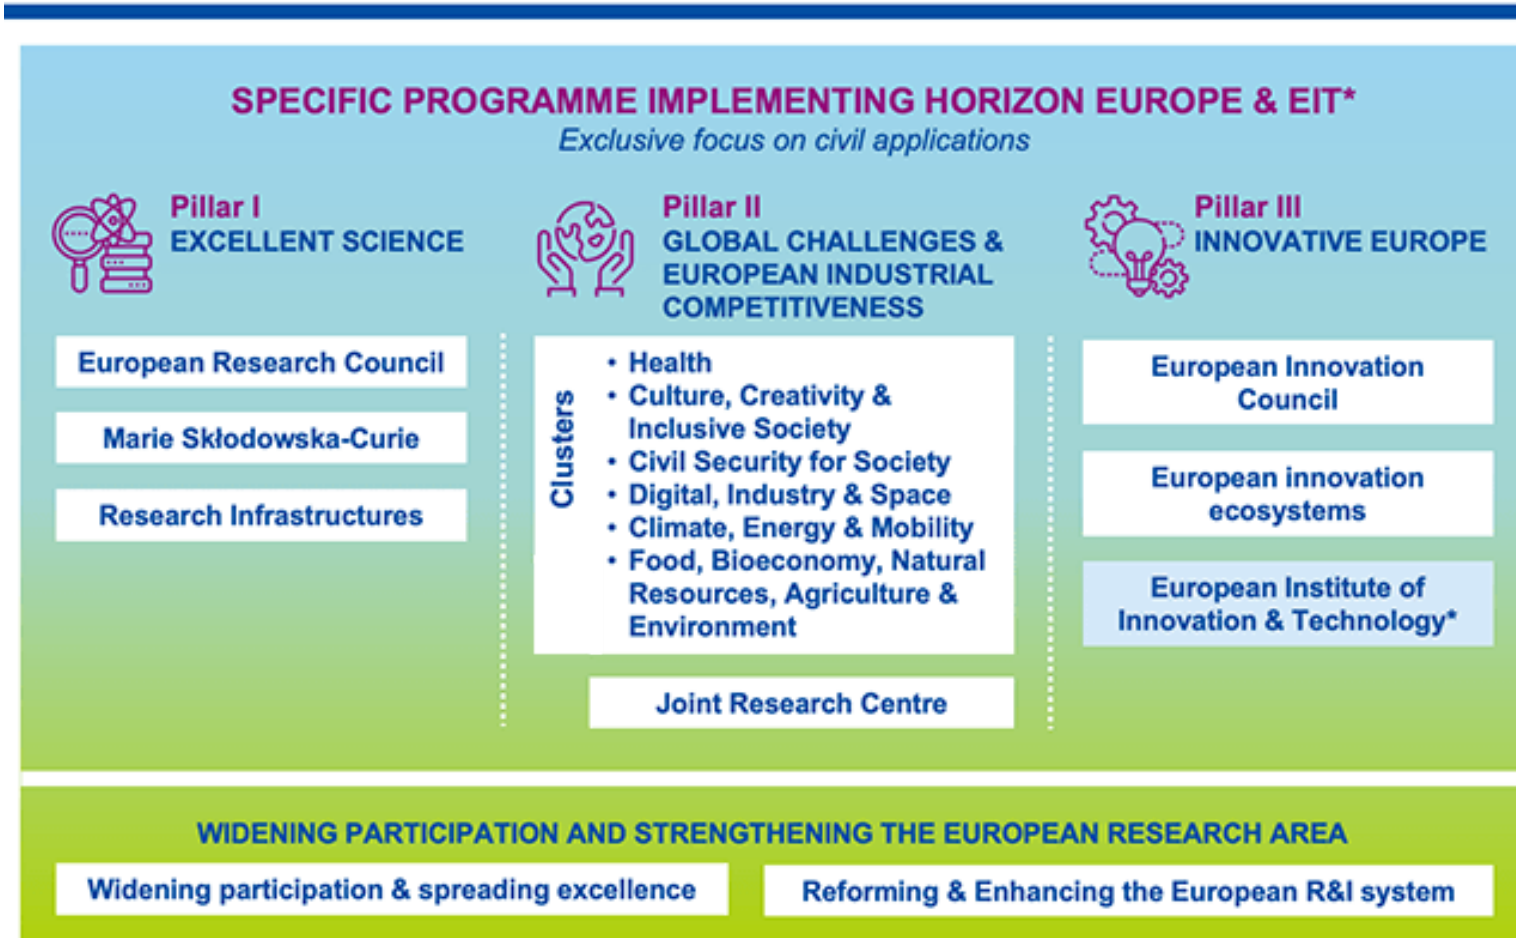 SPECIFIC PROGRAMME IMPLEMENTING HORIZON EUROPE & EIT*
Exclusive focus on civil applications
Pillar I
EXCELLENT SCIENCE
European Research Council
Marie Skłodowska-Curie
Research Infrastructures
Pillar II
GLOBAL CHALLENGES &
EUROPEAN INDUSTRIAL
COMPETITIVENESS
Clusters
• Health
• Culture, Creativity &
Inclusive Society
• Civil Security for Society
• Digital, Industry & Space
• Climate, Energy & Mobility
• Food, Bioeconomy, Natural
Resources, Agriculture &
Environment
Joint Research Centre
Pillar III
INNOVATIVE EUROPE
European Innovation
Council
European innovation
ecosystems
European Institute of
Innovation & Technology*
WIDENING PARTICIPATION AND STRENGTHENING THE EUROPEAN RESEARCH AREA
Widening participation & spreading excellence
Reforming & Enhancing the European R&I system